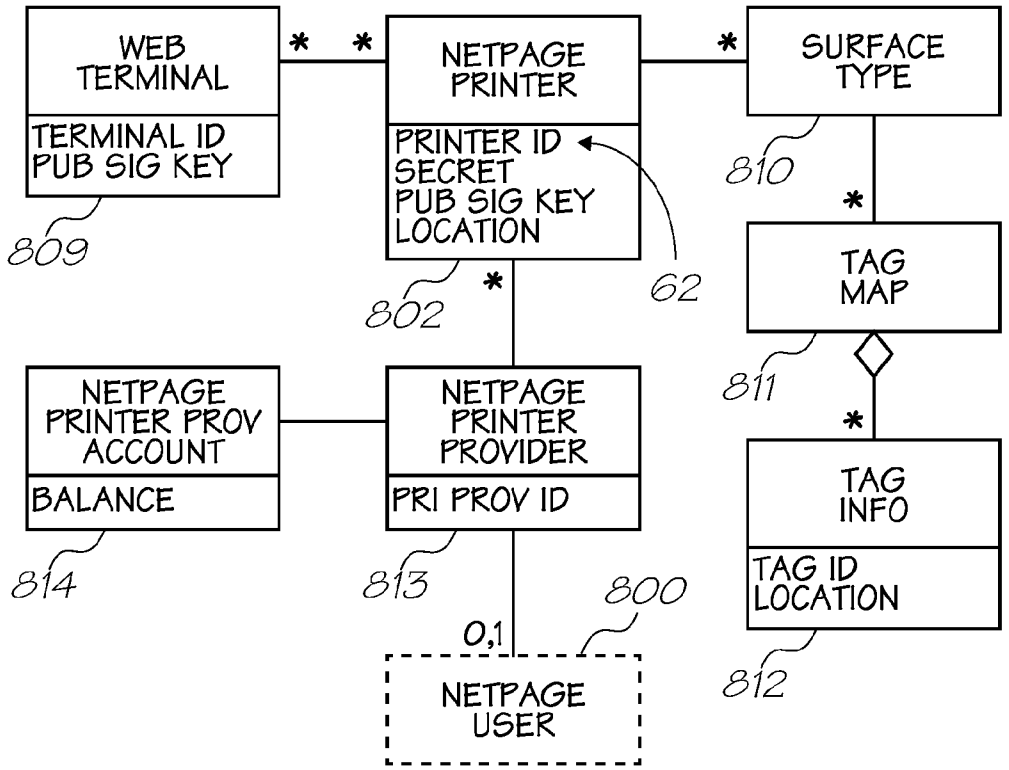 WEB
TERMINAL
TERMINAL ID
PUB SIG KEY
809
*
*
NETPAGE
PRINTER
PRINTER ID
SECRET
PUB SIG KEY
LOCATION
802
62
*
*
SURFACE
TYPE
810
*
TAG
MAP
811
*
TAG
INFO
TAG ID
LOCATION
812
NETPAGE
PRINTER PROV
ACCOUNT
BALANCE
814
NETPAGE
PRINTER
PROVIDER
PRI PROV ID
813
800
0,1
NETPAGE
USER